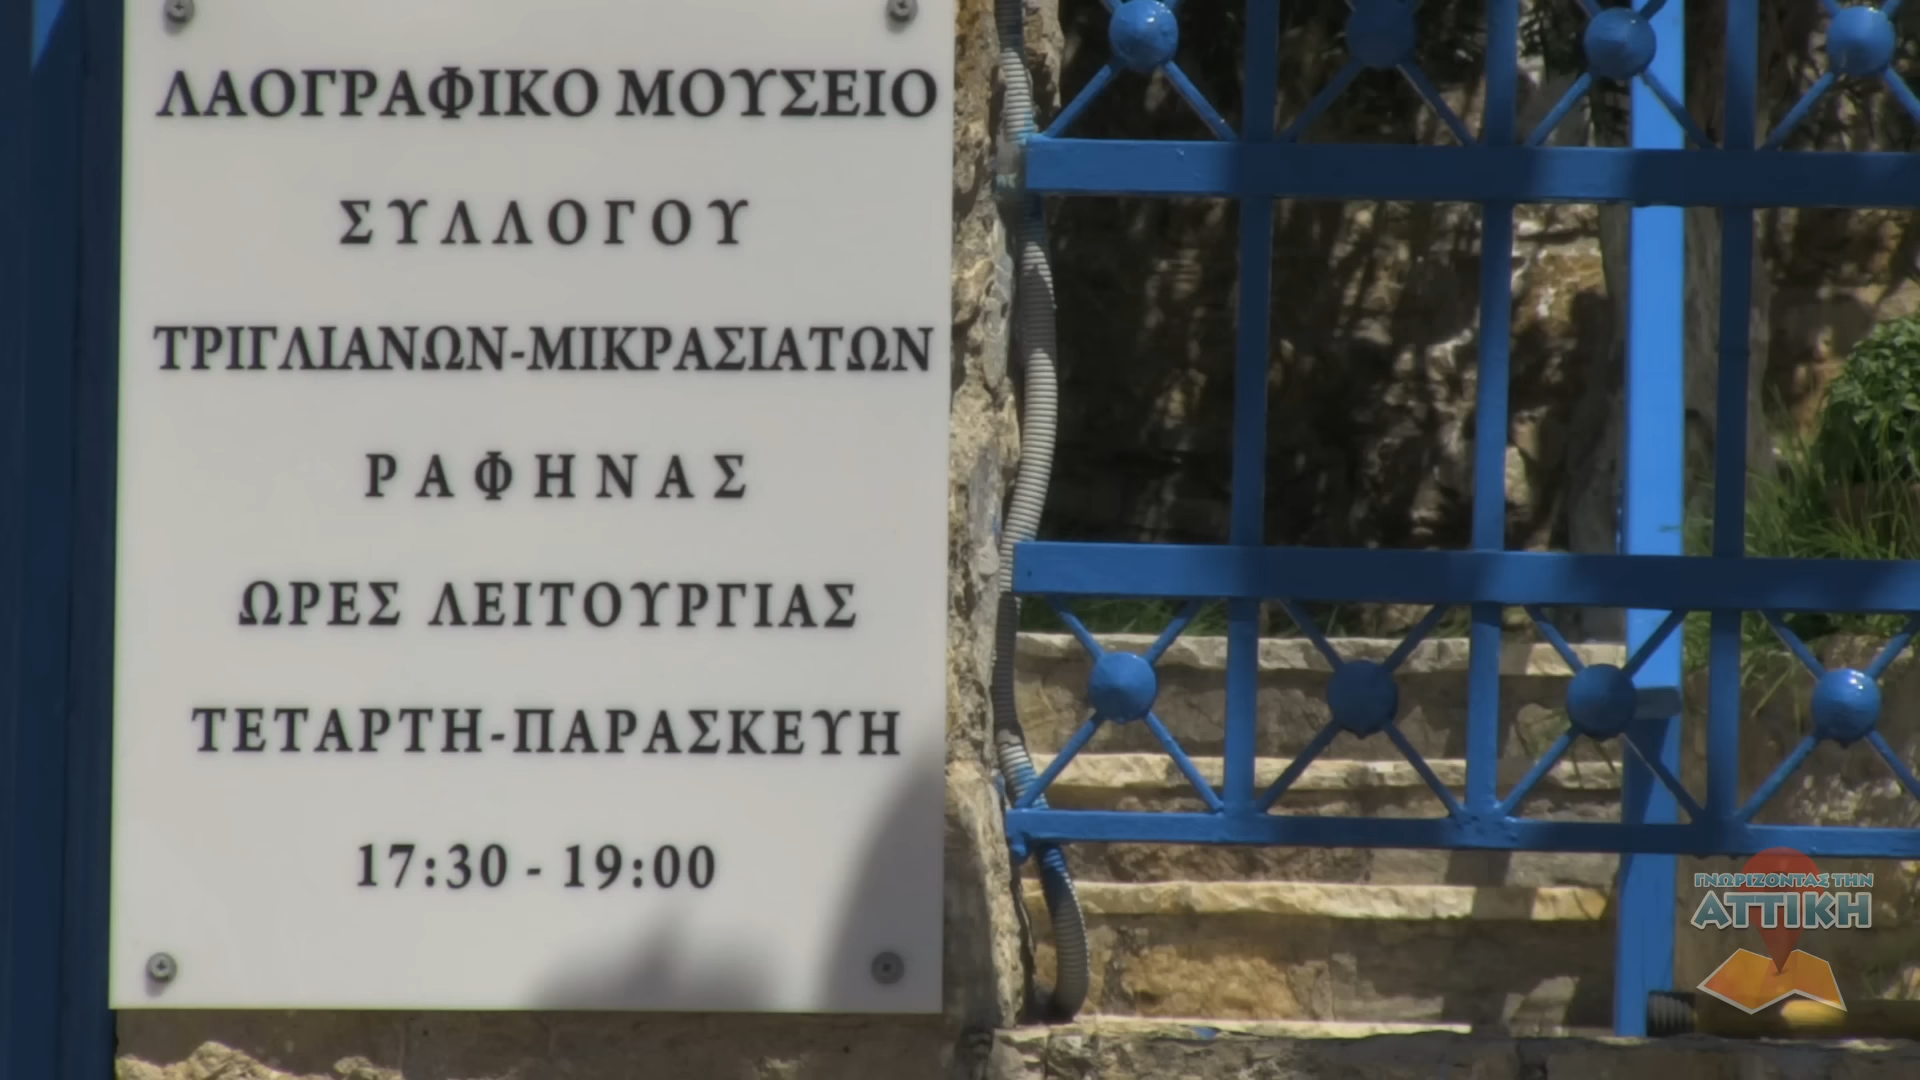 ΛΑΟΓΡΑΦΙΚΟ ΜΟΥΣΕΙΟ
ΣΥΛΛΟΓΟΥ
ΤΡΙΓΛΙΑΝΩΝ-ΜΙΚΡΑΣΙΑΤΩΝ
ΡΑΦΗΝΑΣ
ΩΡΕΣ ΛΕΙΤΟΥΡΓΙΑΣ
ΤΕΤΑΡΤΗ-ΠΑΡΑΣΚΕΥΗ
17:30 - 19:00
ΓΝΩΡΙΖΟΝΤΑΣ ΤΗΝ
ΑΤΤΙΚΗ